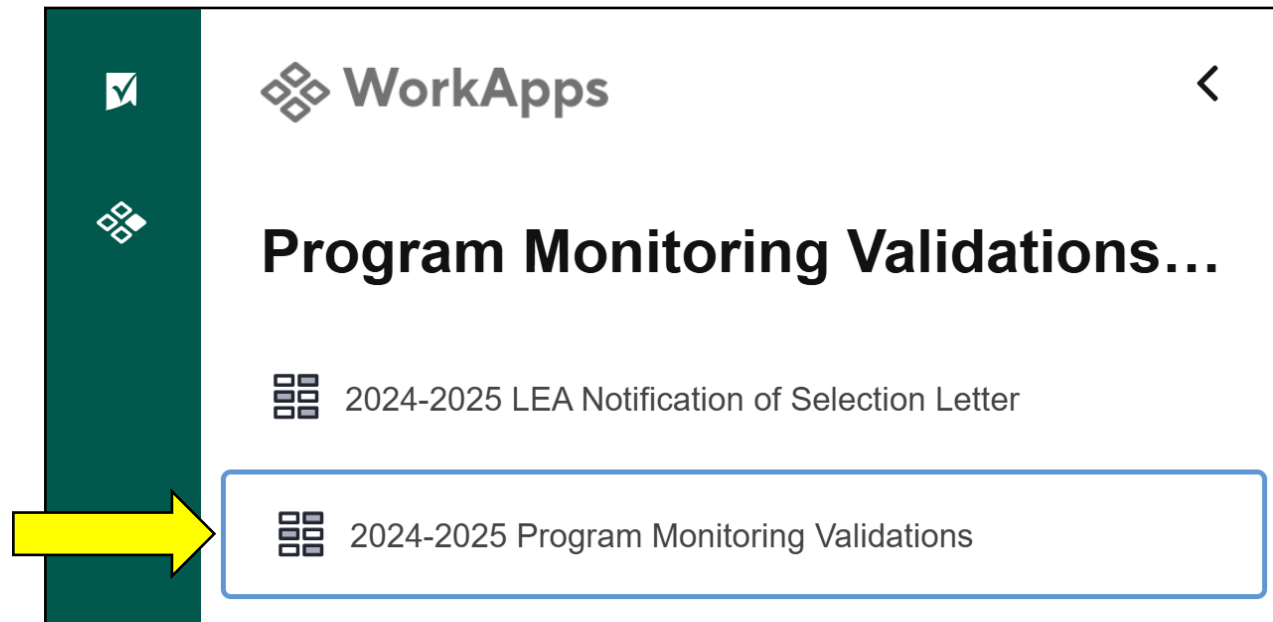 WorkApps
Program Monitoring Validations...
2024-2025 LEA Notification of Selection Letter
2024-2025 Program Monitoring Validations